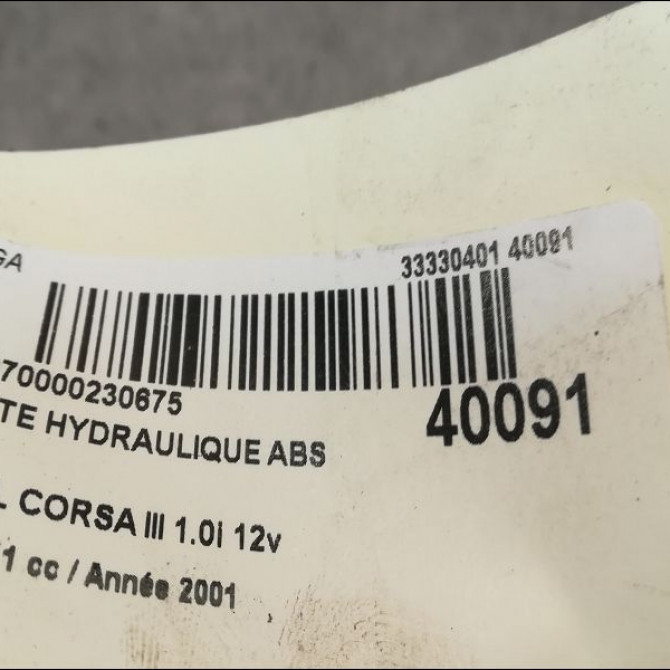 GA
33330401 40091
70000230675
TE HYDRAULIQUE ABS
40091
L CORSA III 1.0i 12v
1 cc / Année 2001